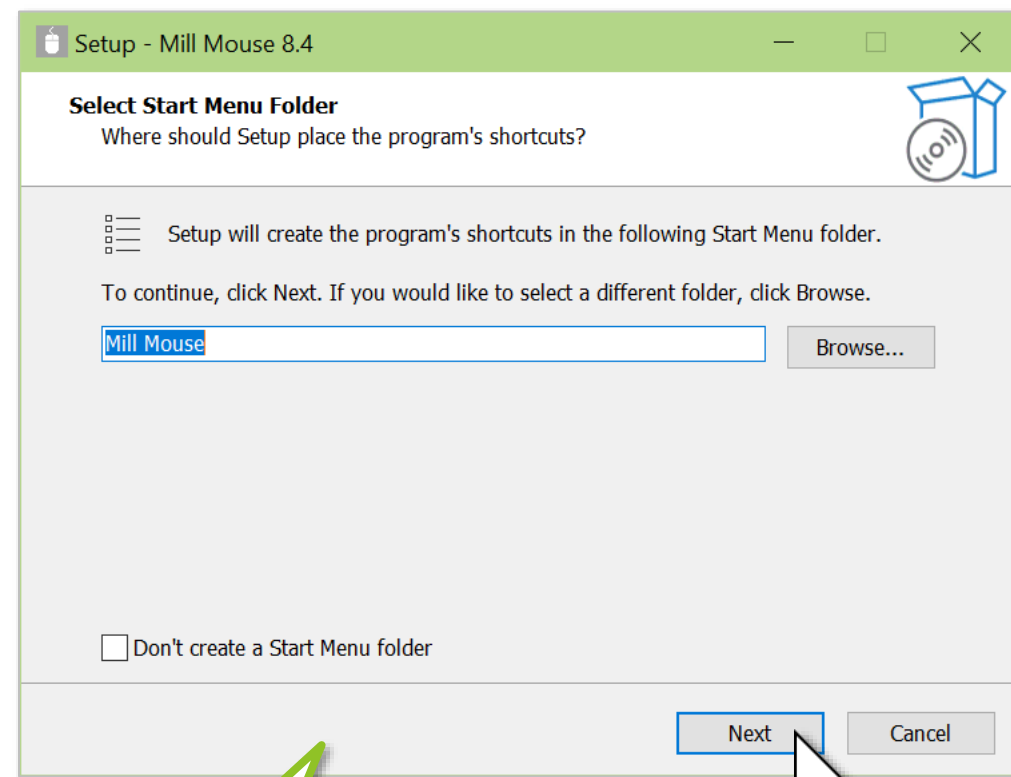 Setup - Mill Mouse 8.4
Select Start Menu Folder
Where should Setup place the program's shortcuts?
Setup will create the program's shortcuts in the following Start Menu folder.
To continue, click Next. If you would like to select a different folder, click Browse.
Mill Mouse
Browse...
Don't create a Start Menu folder
Next
Cancel